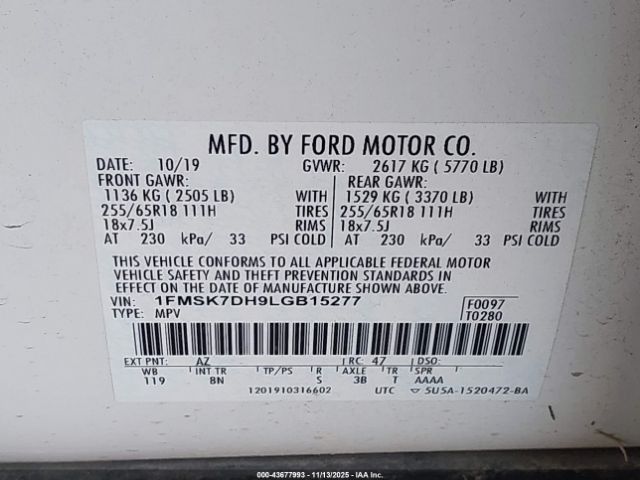 MFD. BY FORD MOTOR CO.
DATE: 10/19 GVWR: 2617 KG ( 5770 LB)
FRONT GAWR: REAR GAWR:
1136 KG ( 2505 LB) WITH 1529 KG ( 3370 LB) WITH
255/65R18 111H TIRES 255/65R18 111H TIRES
18x7.5J RIMS 18x7.5J RIMS
AT 230 kPa/ 33 PSI COLD AT 230 kPa/ 33 PSI COLD
THIS VEHICLE CONFORMS TO ALL APPLICABLE FEDERAL MOTOR
VEHICLE SAFETY AND THEFT PREVENTION STANDARDS IN
EFFECT ON THE DATE OF MANUFACTURE SHOWN ABOVE.
VIN: 1FMSK7DH9LGB15277 F0097
TYPE: MPV T0280
EXT PNT: AZ RC: 47 DSO:
WB INT TR TP/PS R AXLE TR SPR
119 8N S 3B T AAAA
1201910316602 UTC 5U5A-1520472-BA
000-43677993 - 11/13/2025 - IAA, Inc.